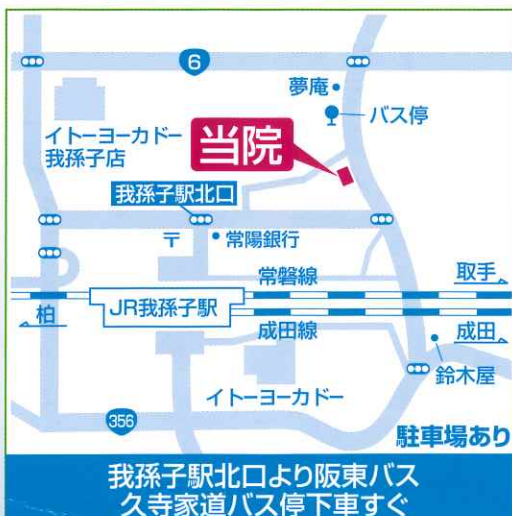 6
夢庵
バス停
イトーヨーカドー
我孫子店
当院
我孫子駅北口
〒
常陽銀行
常磐線
取手
JR我孫子駅
柏
成田線
成田
鈴木屋
イトーヨーカドー
356
駐車場あり
我孫子駅北口より阪東バス
久寺家道バス停下車すぐ